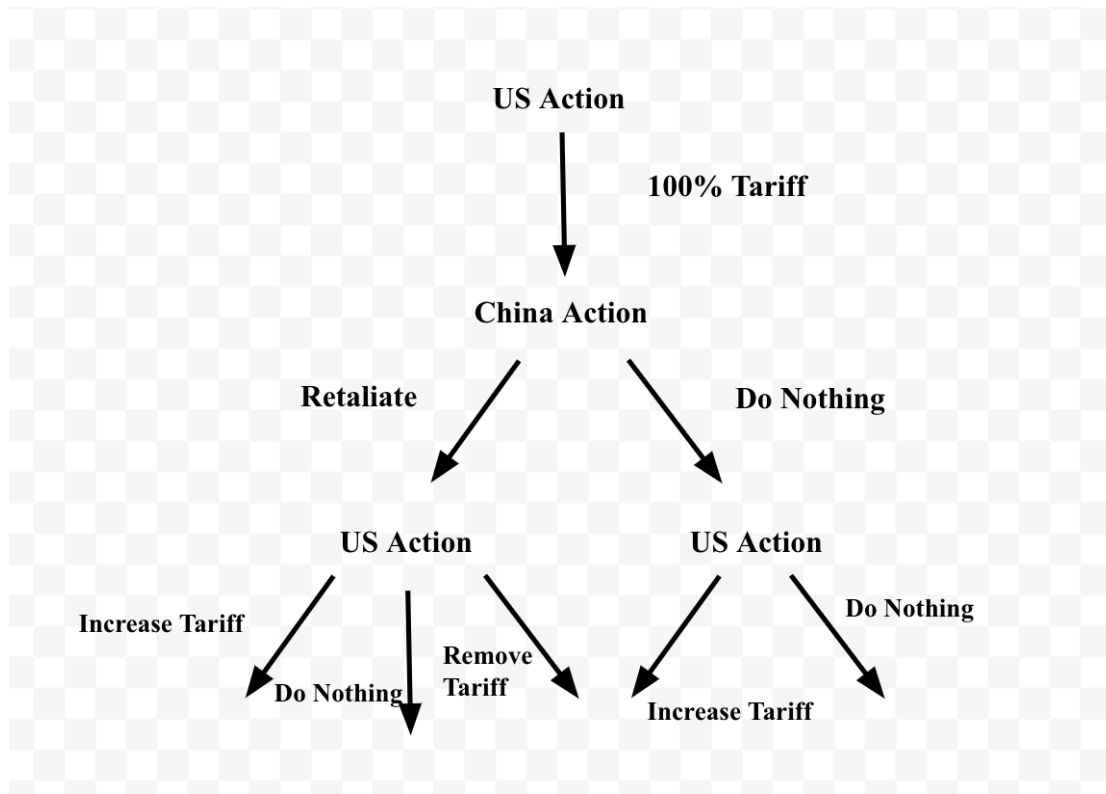 US Action
100% Tariff
China Action
Retaliate
Do Nothing
US Action
US Action
Increase Tariff
Do Nothing
Remove
Tariff
Do Nothing
Increase Tariff